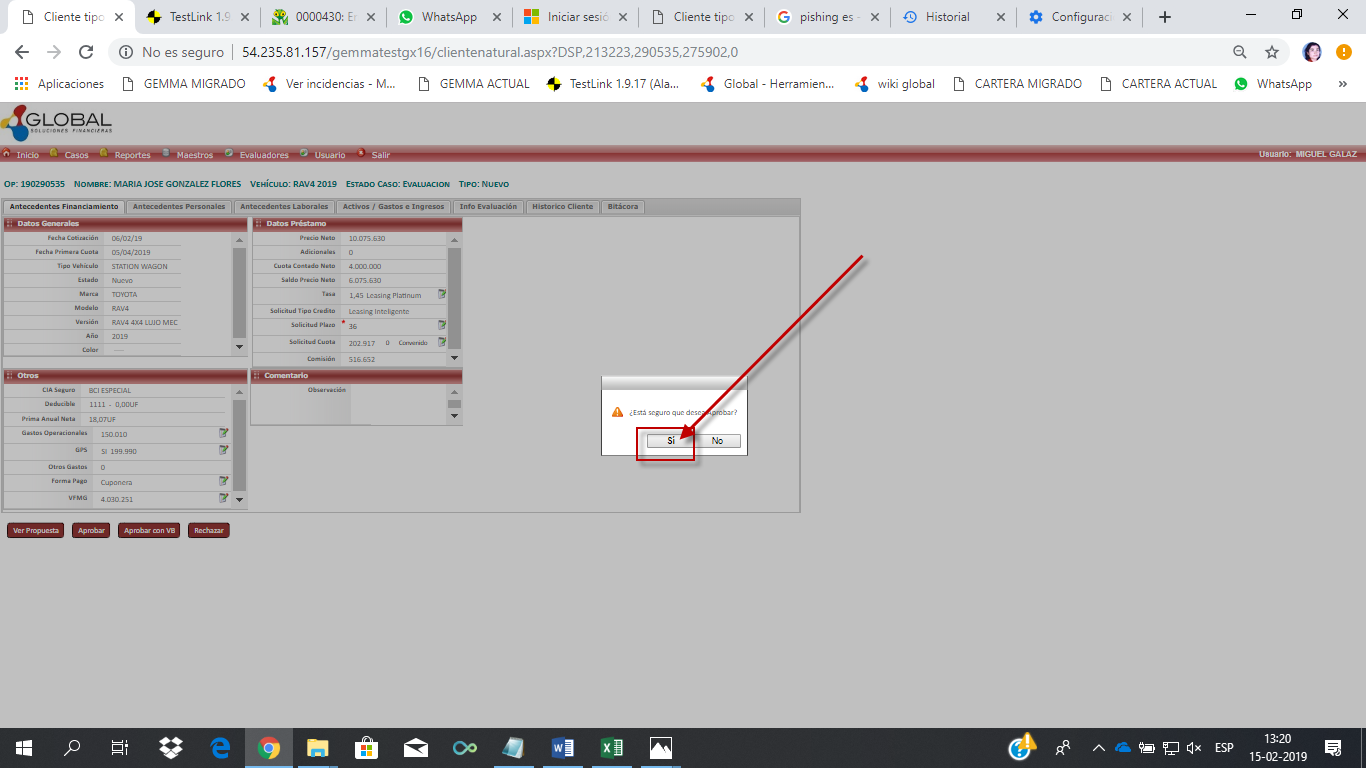 Cliente tipo
TestLink 1.9
0000430: Er
WhatsApp
Iniciar sesió
Cliente tipo
pishing es -
Historial
Configuraci
No es seguro | 54.235.81.157/gemmatestgx16/clientenatural.aspx?DSP,213223,290535,275902,0
Aplicaciones
GEMMA MIGRADO
Ver incidencias - M...
GEMMA ACTUAL
TestLink 1.9.17 (Ala...
Global - Herramien...
wiki global
CARTERA MIGRADO
CARTERA ACTUAL
WhatsApp
»
GLOBAL
SOLUCIONES FINANCIERAS
Inicio Casos Reportes Maestros Evaluadores Usuario Salir
Usuario: MIGUEL GALAZ
Op: 190290535 Nombre: MARIA JOSE GONZALEZ FLORES Vehículo: RAV4 2019 Estado Caso: Evaluacion Tipo: Nuevo
Antecedentes Financiamiento Antecedentes Personales Antecedentes Laborales Activos / Gastos e Ingresos Info Evaluación Historico Cliente Bitácora
Datos Generales
Fecha Cotización 06/02/19
Fecha Primera Cuota 05/04/2019
Tipo Vehículo STATION WAGON
Estado Nuevo
Marca TOYOTA
Modelo RAV4
Versión RAV4 4X4 LUJO MEC
Año 2019
Color ----
Datos Préstamo
Precio Neto 10.075.630
Adicionales 0
Cuota Contado Neto 4.000.000
Saldo Precio Neto 6.075.630
Tasa 1,45 Leasing Platinum
Solicitud Tipo Credito Leasing Inteligente
Solicitud Plazo * 36
Solicitud Cuota 202.917 0 Convenido
Comisión 516.652
Otros
CIA Seguro BCI ESPECIAL
Deducible 1111 - 0,00UF
Prima Anual Neta 18,07UF
Gastos Operacionales 150.010
GPS SI 199.990
Otros Gastos 0
Forma Pago Cuponera
VFMG 4.030.251
Comentario
Observación
¿Está seguro que desea Aprobar?
Sí
No
Ver Propuesta Aprobar Aprobar con VB Rechazar
ESP
13:20
15-02-2019